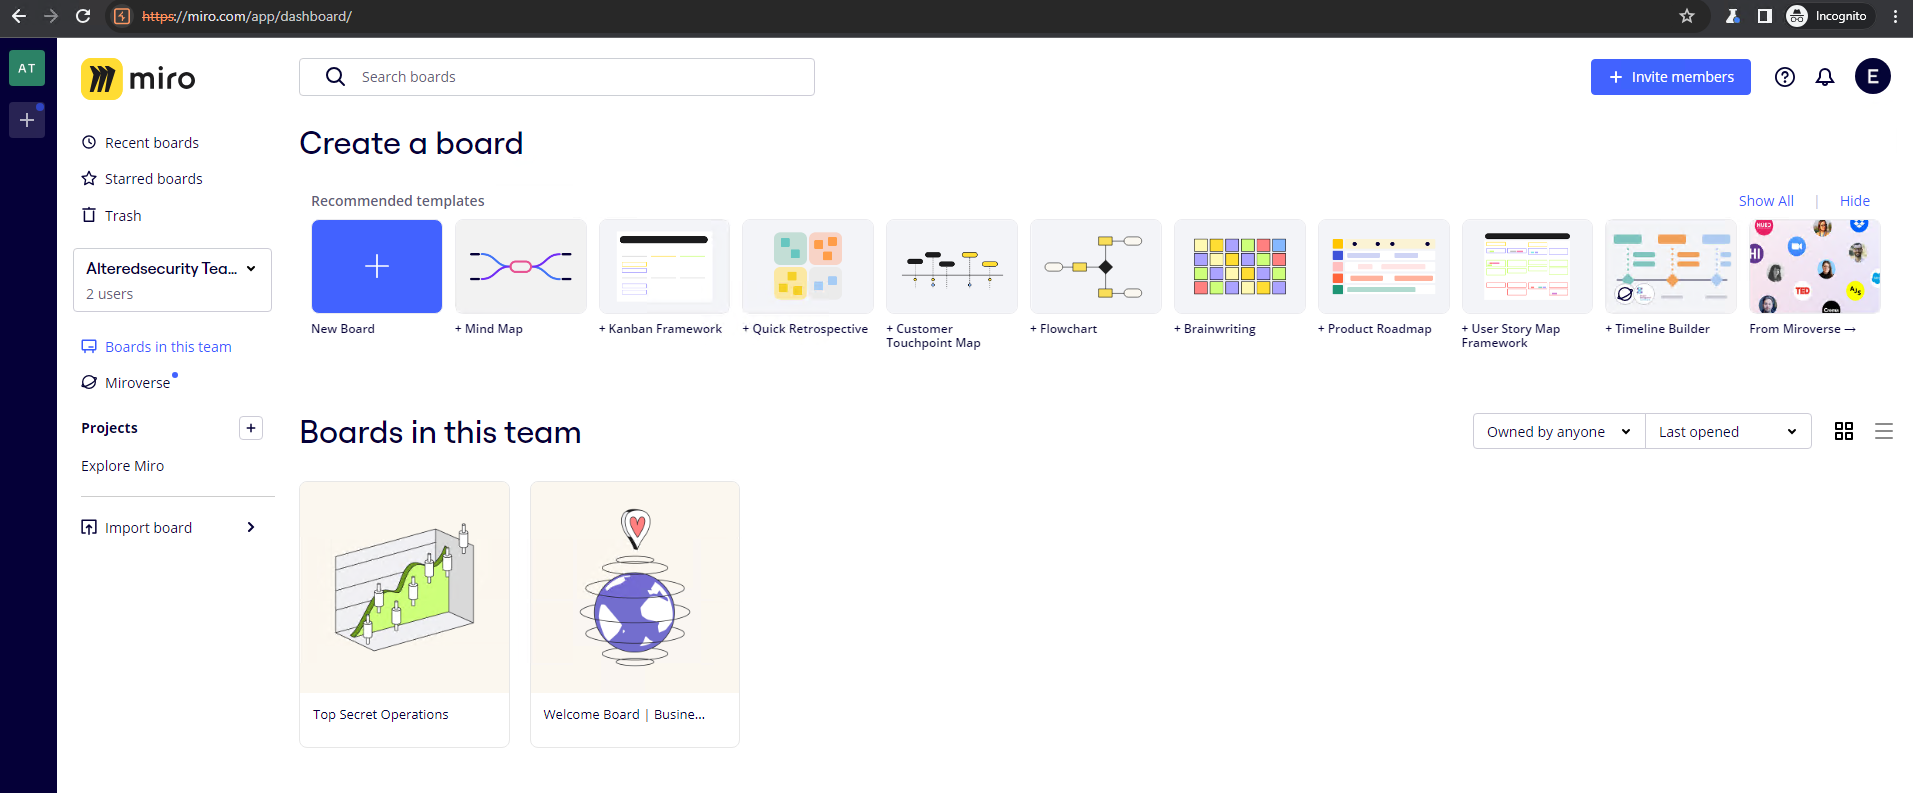 https://miro.com/app/dashboard/
Incognito
AT
miro
Search boards
Invite members
E
Recent boards
Starred boards
Trash
Alteredsecurity Tea...
2 users
Boards in this team
Miroverse
Projects
Explore Miro
Import board
Create a board
Recommended templates
Show All | Hide
New Board
+ Mind Map
+ Kanban Framework
+ Quick Retrospective
+ Customer
Touchpoint Map
+ Flowchart
+ Brainwriting
+ Product Roadmap
+ User Story Map
Framework
+ Timeline Builder
HI
TED
AJ&S
From Miroverse →
Boards in this team
Owned by anyone
Last opened
Top Secret Operations
Welcome Board | Busine...